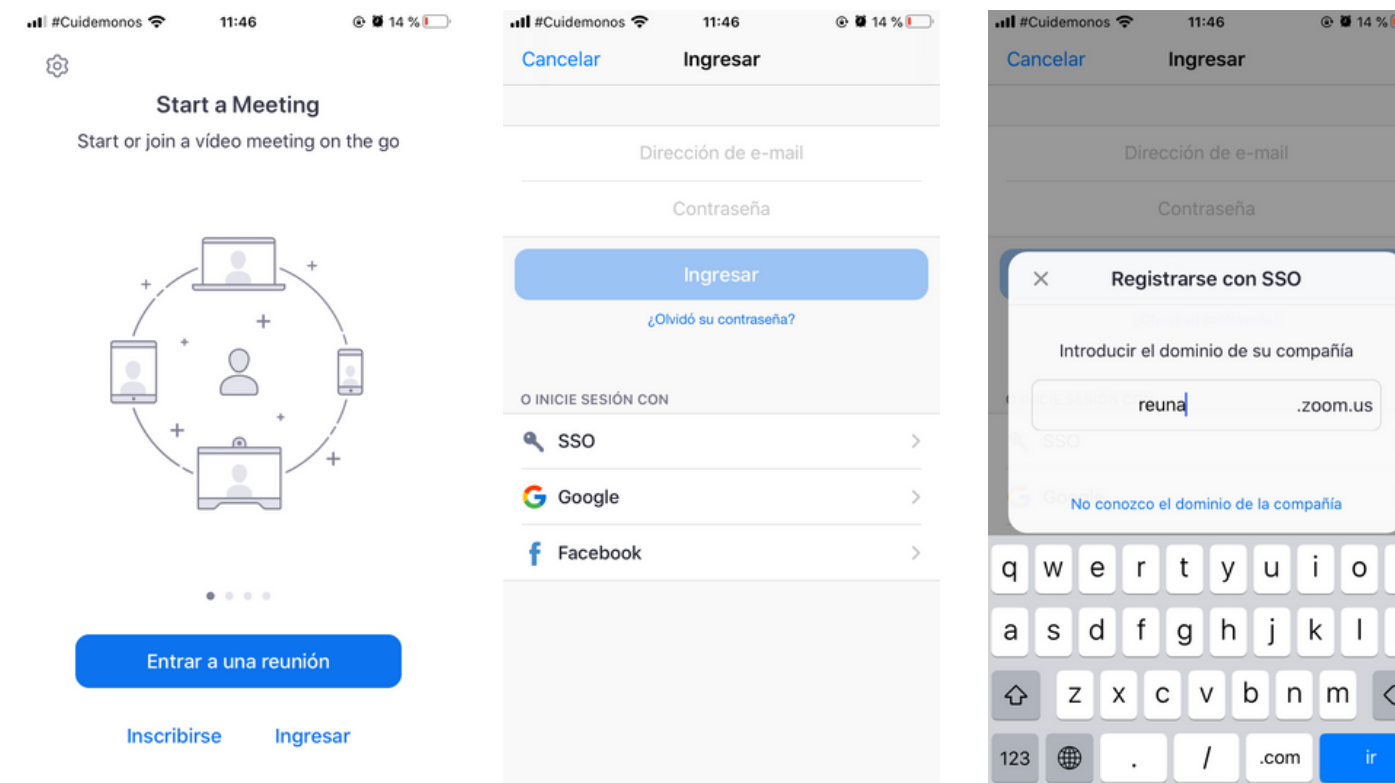 #Cuidemonos 11:46 14 %
Start a Meeting
Start or join a vídeo meeting on the go
Entrar a una reunión
Inscribirse Ingresar
#Cuidemonos 11:46 14 %
Cancelar Ingresar
Dirección de e-mail
Contraseña
Ingresar
¿Olvidó su contraseña?
O INICIE SESIÓN CON
SSO
Google
Facebook
#Cuidemonos 11:46 14 %
Cancelar Ingresar
Dirección de e-mail
Contraseña
Registrarse con SSO
Introducir el dominio de su compañía
reuna .zoom.us
SSO
No conozco el dominio de la compañía
q w e r t y u i o
a s d f g h j k l
z x c v b n m
123 . / .com ir